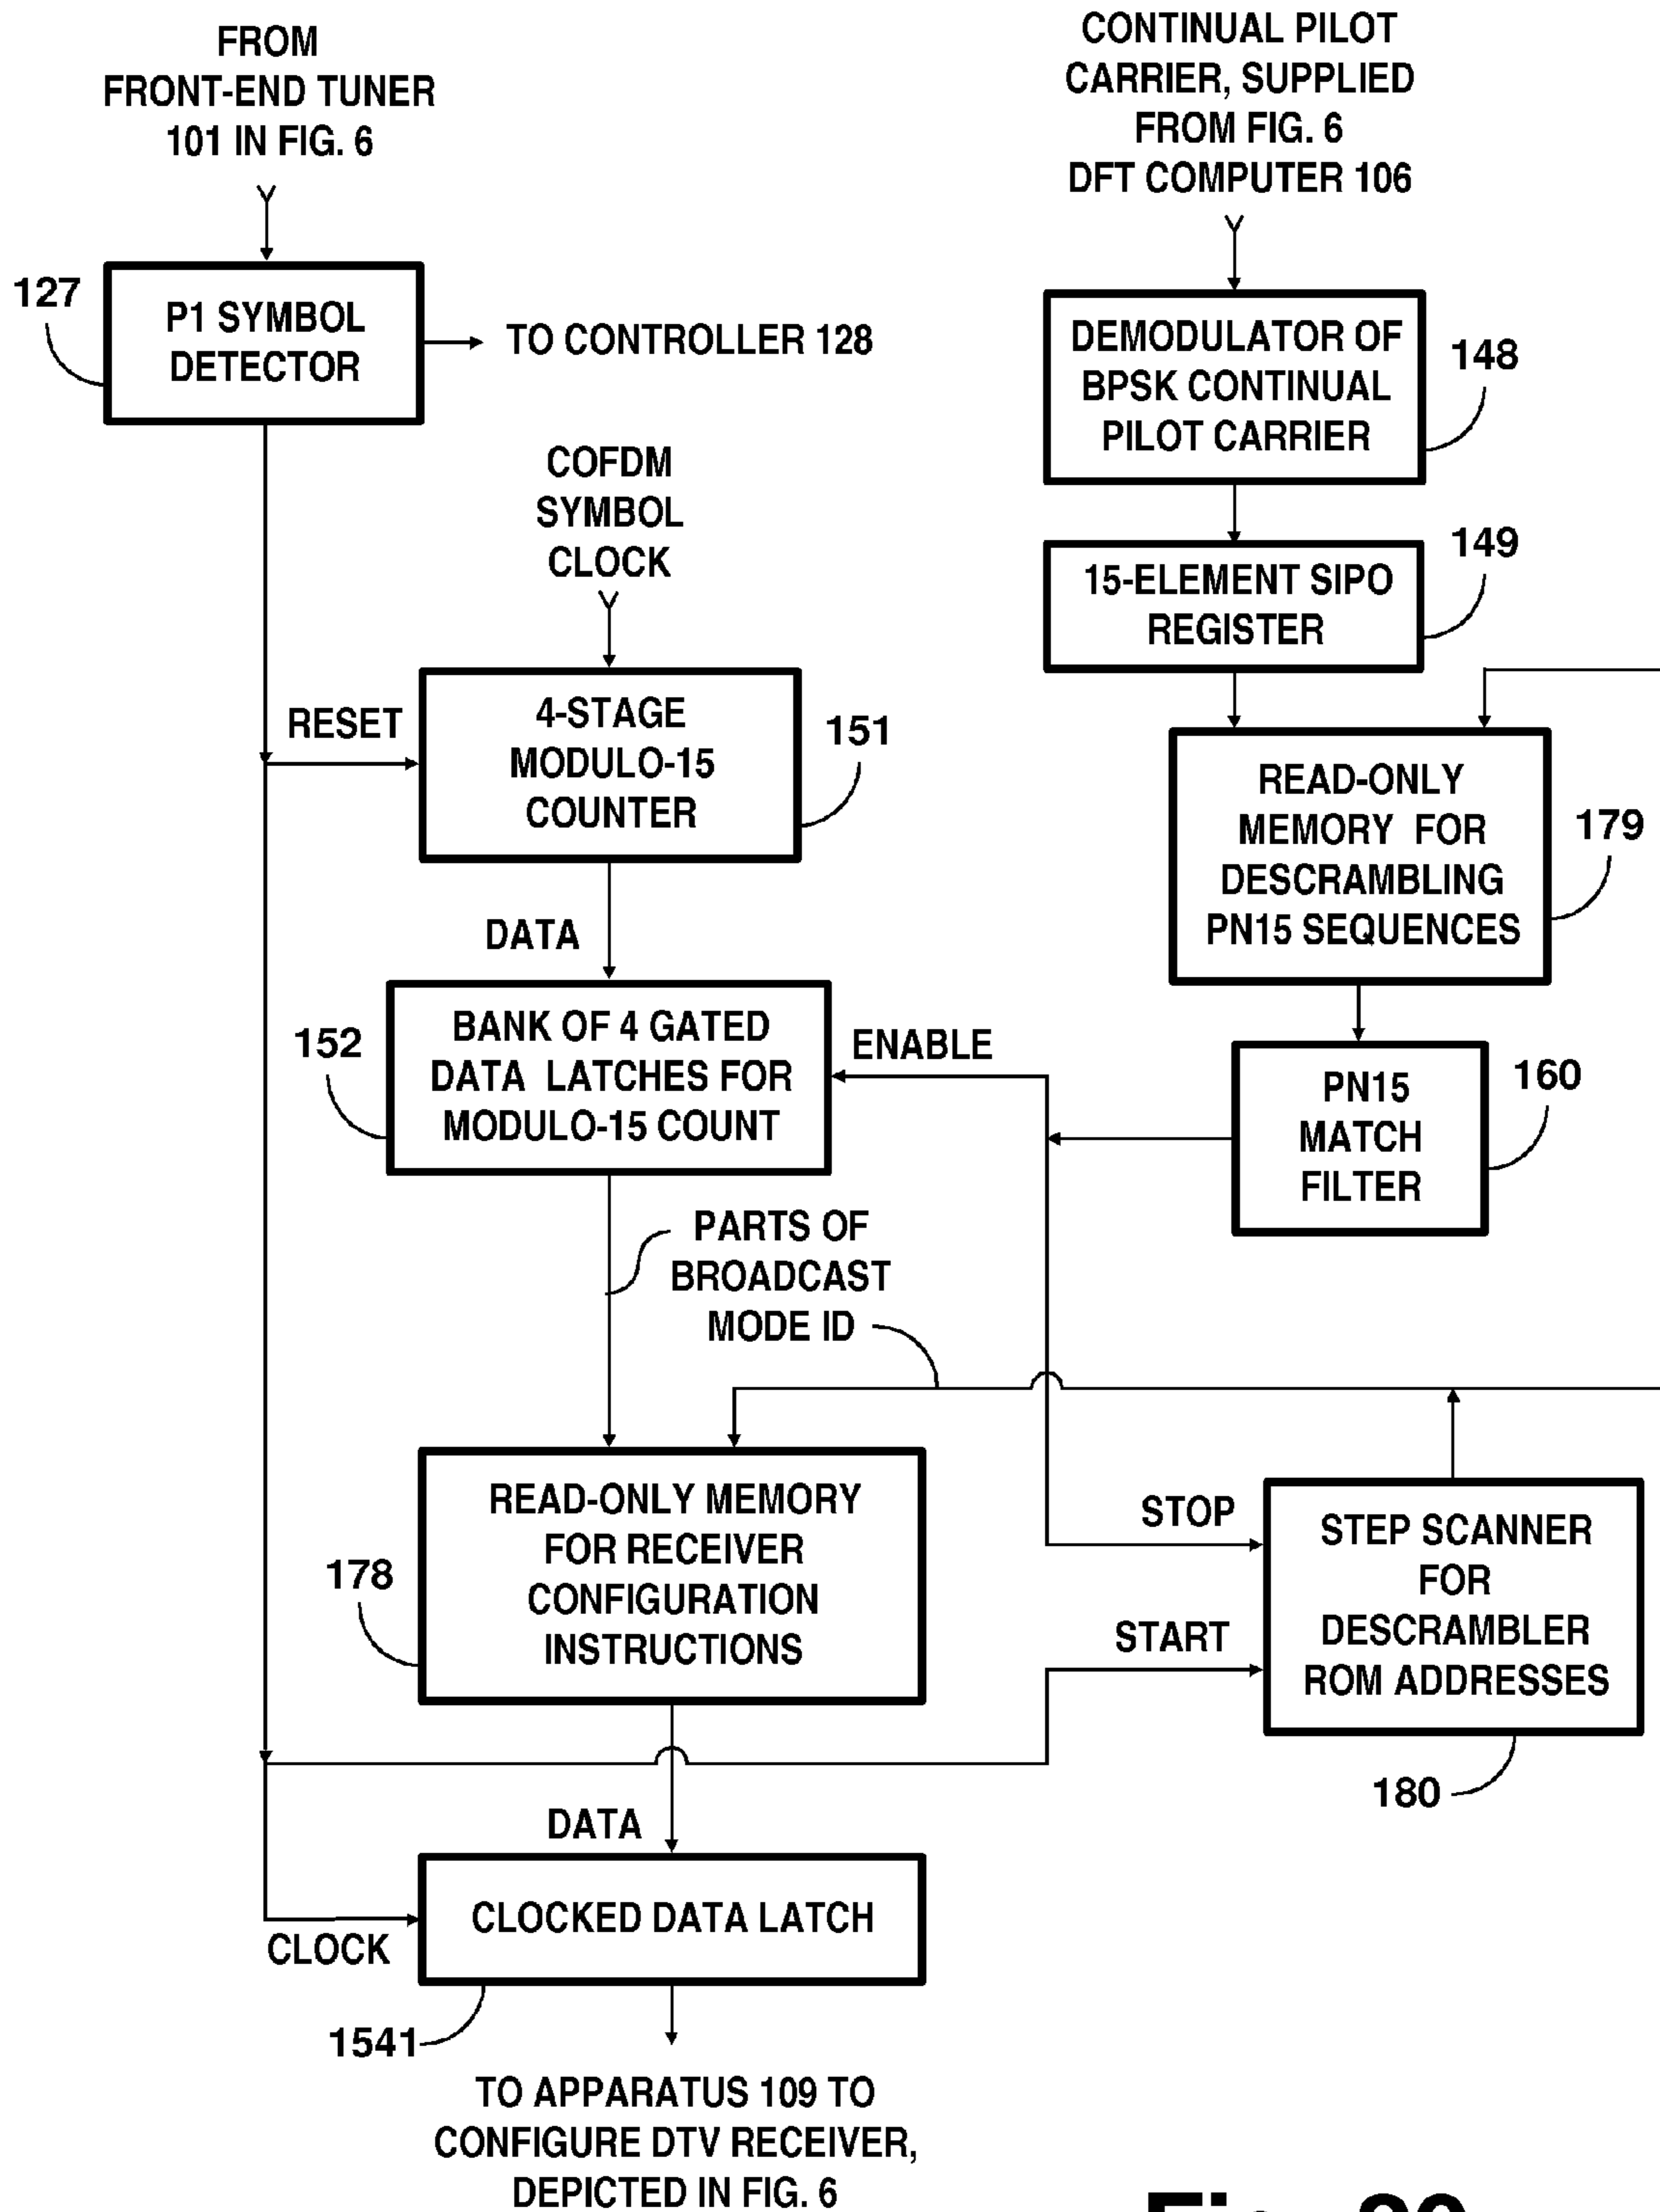 FROM
FRONT-END TUNER
101 IN FIG. 6
CONTINUAL PILOT
CARRIER, SUPPLIED
FROM FIG. 6
DFT COMPUTER 106
127
P1 SYMBOL
DETECTOR
TO CONTROLLER 128
DEMODULATOR OF
BPSK CONTINUAL
PILOT CARRIER
148
COFDM
SYMBOL
CLOCK
15-ELEMENT SIPO
REGISTER
149
RESET
4-STAGE
MODULO-15
COUNTER
151
READ-ONLY
MEMORY FOR
DESCRAMBLING
PN15 SEQUENCES
179
DATA
152
BANK OF 4 GATED
DATA LATCHES FOR
MODULO-15 COUNT
ENABLE
PN15
MATCH
FILTER
160
PARTS OF
BROADCAST
MODE ID
178
READ-ONLY MEMORY
FOR RECEIVER
CONFIGURATION
INSTRUCTIONS
STOP
START
STEP SCANNER
FOR
DESCRAMBLER
ROM ADDRESSES
180
DATA
CLOCKED DATA LATCH
CLOCK
1541
TO APPARATUS 109 TO
CONFIGURE DTV RECEIVER,
DEPICTED IN FIG. 6